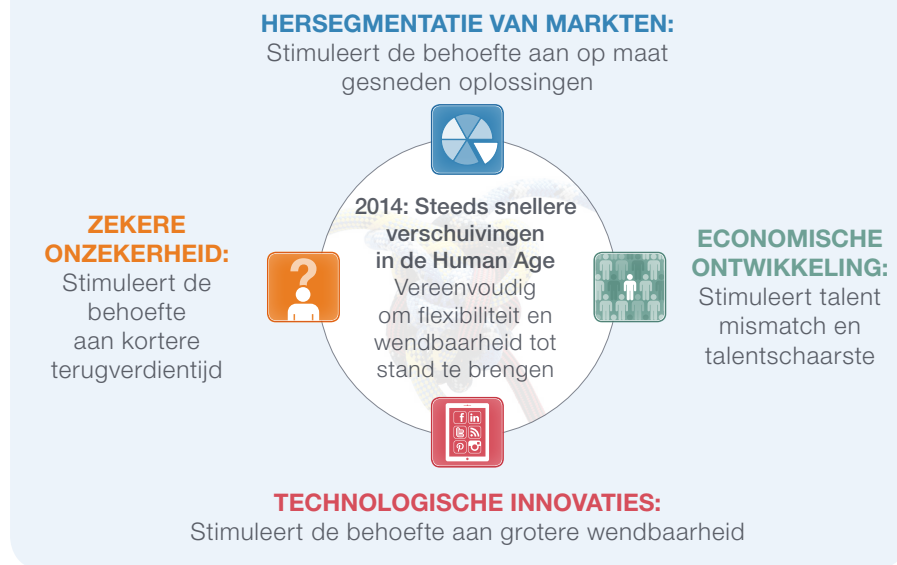 HERSEGMENTATIE VAN MARKTEN:
Stimuleert de behoefte aan op maat
gesneden oplossingen
ZEKERE
ONZEKERHEID:
Stimuleert de
behoefte
aan kortere
terugverdientijd
?
2014: Steeds snellere
verschuivingen
in de Human Age
Vereenvoudig
om flexibiliteit en
wendbaarheid tot
stand te brengen
ECONOMISCHE
ONTWIKKELING:
Stimuleert talent
mismatch en
talentschaarste
f in
TECHNOLOGISCHE INNOVATIES:
Stimuleert de behoefte aan grotere wendbaarheid